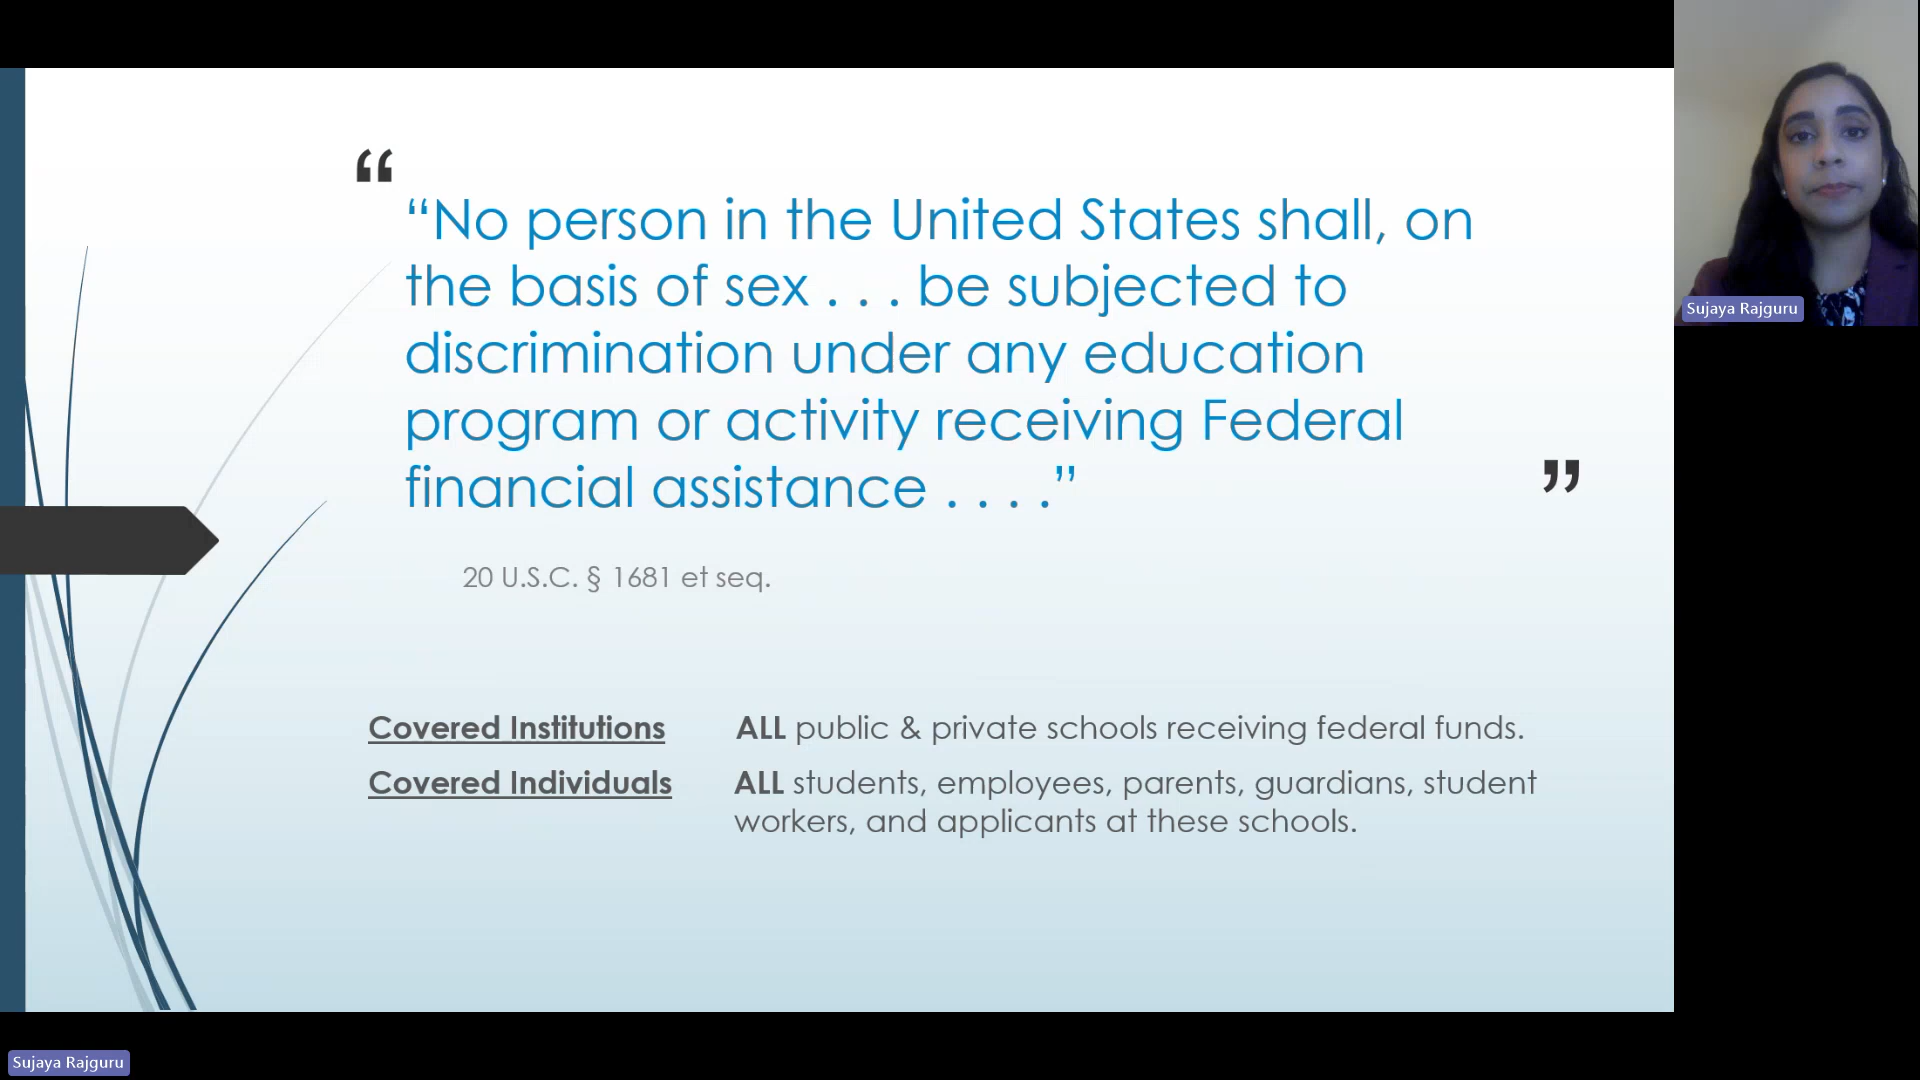 “
“No person in the United States shall, on
the basis of sex . . . be subjected to
discrimination under any education
program or activity receiving Federal
financial assistance . . . .”
”
20 U.S.C. § 1681 et seq.
Covered Institutions ALL public & private schools receiving federal funds.
Covered Individuals ALL students, employees, parents, guardians, student
workers, and applicants at these schools.
Sujaya Rajguru
Sujaya Rajguru